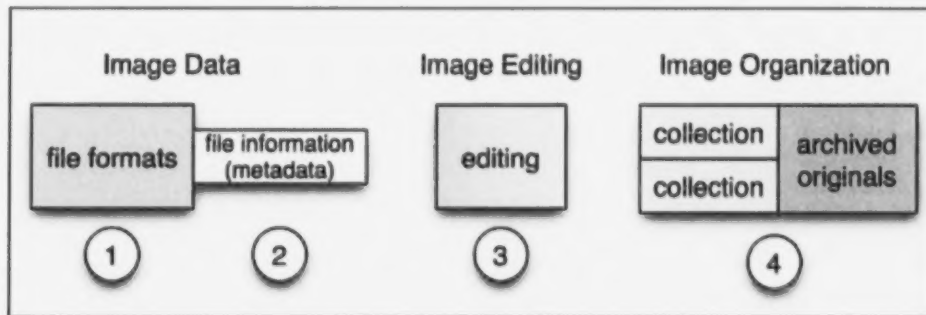 Image Data
Image Editing
Image Organization
file formats
file information
(metadata)
editing
collection
collection
archived
originals
1
2
3
4